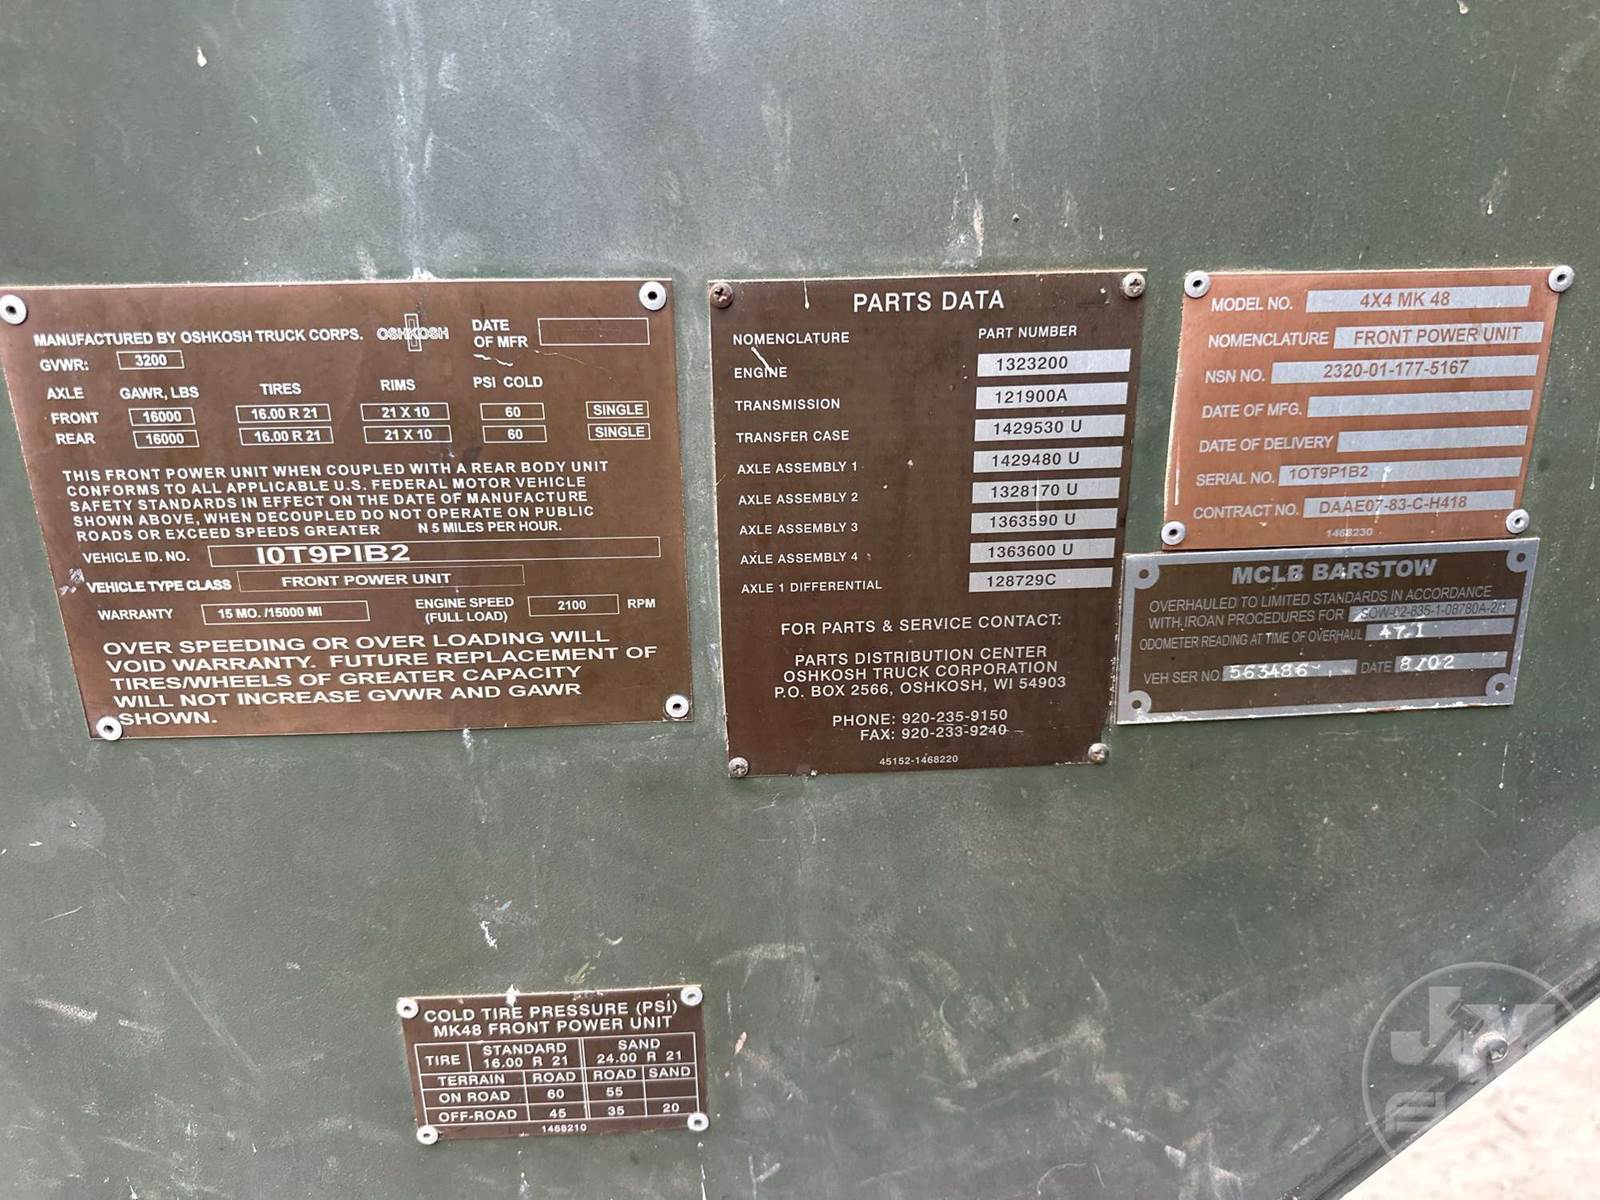 MANUFACTURED BY OSHKOSH TRUCK CORPS. OSHKOSH
DATE OF MFR
GVWR: 3200
AXLE GAWR, LBS TIRES RIMS PSI COLD
FRONT 16000 16.00 R 21 21 X 10 60 SINGLE
REAR 16000 16.00 R 21 21 X 10 60 SINGLE
THIS FRONT POWER UNIT WHEN COUPLED WITH A REAR BODY UNIT
CONFORMS TO ALL APPLICABLE U.S. FEDERAL MOTOR VEHICLE
SAFETY STANDARDS IN EFFECT ON THE DATE OF MANUFACTURE
SHOWN ABOVE, WHEN DECOUPLED DO NOT OPERATE ON PUBLIC
ROADS OR EXCEED SPEEDS GREATER N 5 MILES PER HOUR.
VEHICLE ID. NO. I0T9PIB2
VEHICLE TYPE CLASS FRONT POWER UNIT
WARRANTY 15 MO. /15000 MI ENGINE SPEED (FULL LOAD) 2100 RPM
OVER SPEEDING OR OVER LOADING WILL
VOID WARRANTY. FUTURE REPLACEMENT OF
TIRES/WHEELS OF GREATER CAPACITY
WILL NOT INCREASE GVWR AND GAWR
SHOWN.
PARTS DATA
NOMENCLATURE PART NUMBER
ENGINE 1323200
TRANSMISSION 121900A
TRANSFER CASE 1429530 U
AXLE ASSEMBLY 1 1429480 U
AXLE ASSEMBLY 2 1328170 U
AXLE ASSEMBLY 3 1363590 U
AXLE ASSEMBLY 4 1363600 U
AXLE 1 DIFFERENTIAL 128729C
FOR PARTS & SERVICE CONTACT:
PARTS DISTRIBUTION CENTER
OSHKOSH TRUCK CORPORATION
P.O. BOX 2566, OSHKOSH, WI 54903
PHONE: 920-235-9150
FAX: 920-233-9240
45152-1468220
MODEL NO. 4X4 MK 48
NOMENCLATURE FRONT POWER UNIT
NSN NO. 2320-01-177-5167
DATE OF MFG.
DATE OF DELIVERY
SERIAL NO. 1OT9P1B2
CONTRACT NO. DAAE07-83-C-H418
1468230
MCLB BARSTOW
OVERHAULED TO LIMITED STANDARDS IN ACCORDANCE
WITH IROAN PROCEDURES FOR SOW-02-835-1-08780A-2/1
ODOMETER READING AT TIME OF OVERHAUL 47.1
VEH SER NO. 563486 DATE 8/02
COLD TIRE PRESSURE (PSI)
MK48 FRONT POWER UNIT
TIRE STANDARD 16.00 R 21 SAND 24.00 R 21
TERRAIN ROAD ROAD SAND
ON ROAD 60 55
OFF-ROAD 45 35 20
1468210